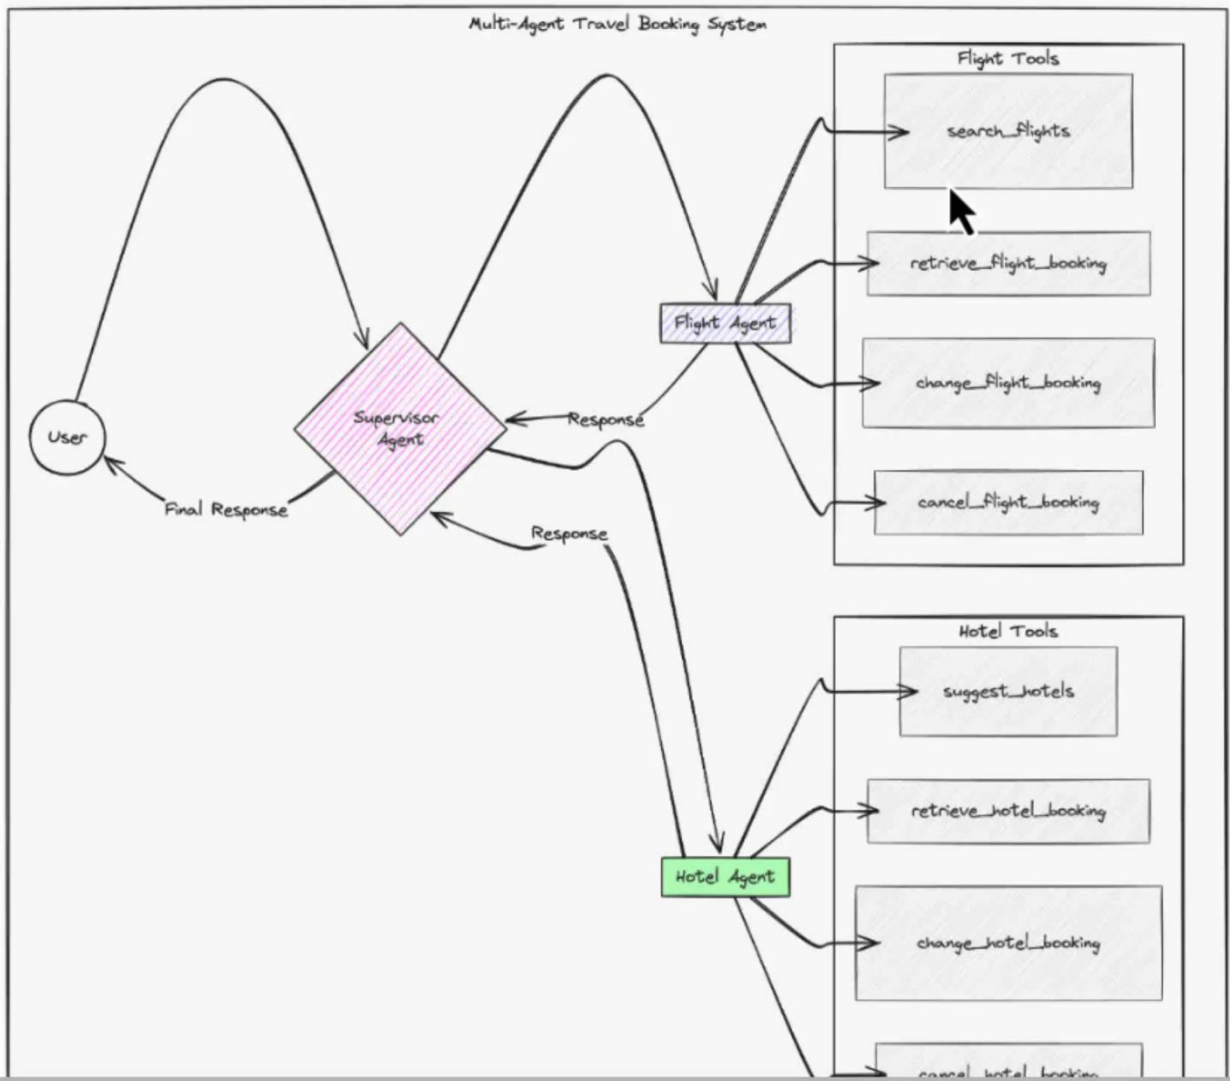 Multi-Agent Travel Booking System
Flight Tools
search_flights
retrieve_flight_booking
Flight Agent
change_flight_booking
Supervisor
Agent
Response
User
cancel_flight_booking
Final Response
Response
Hotel Tools
suggest_hotels
retrieve_hotel_booking
Hotel Agent
change_hotel_booking
cancel_hotel_booking